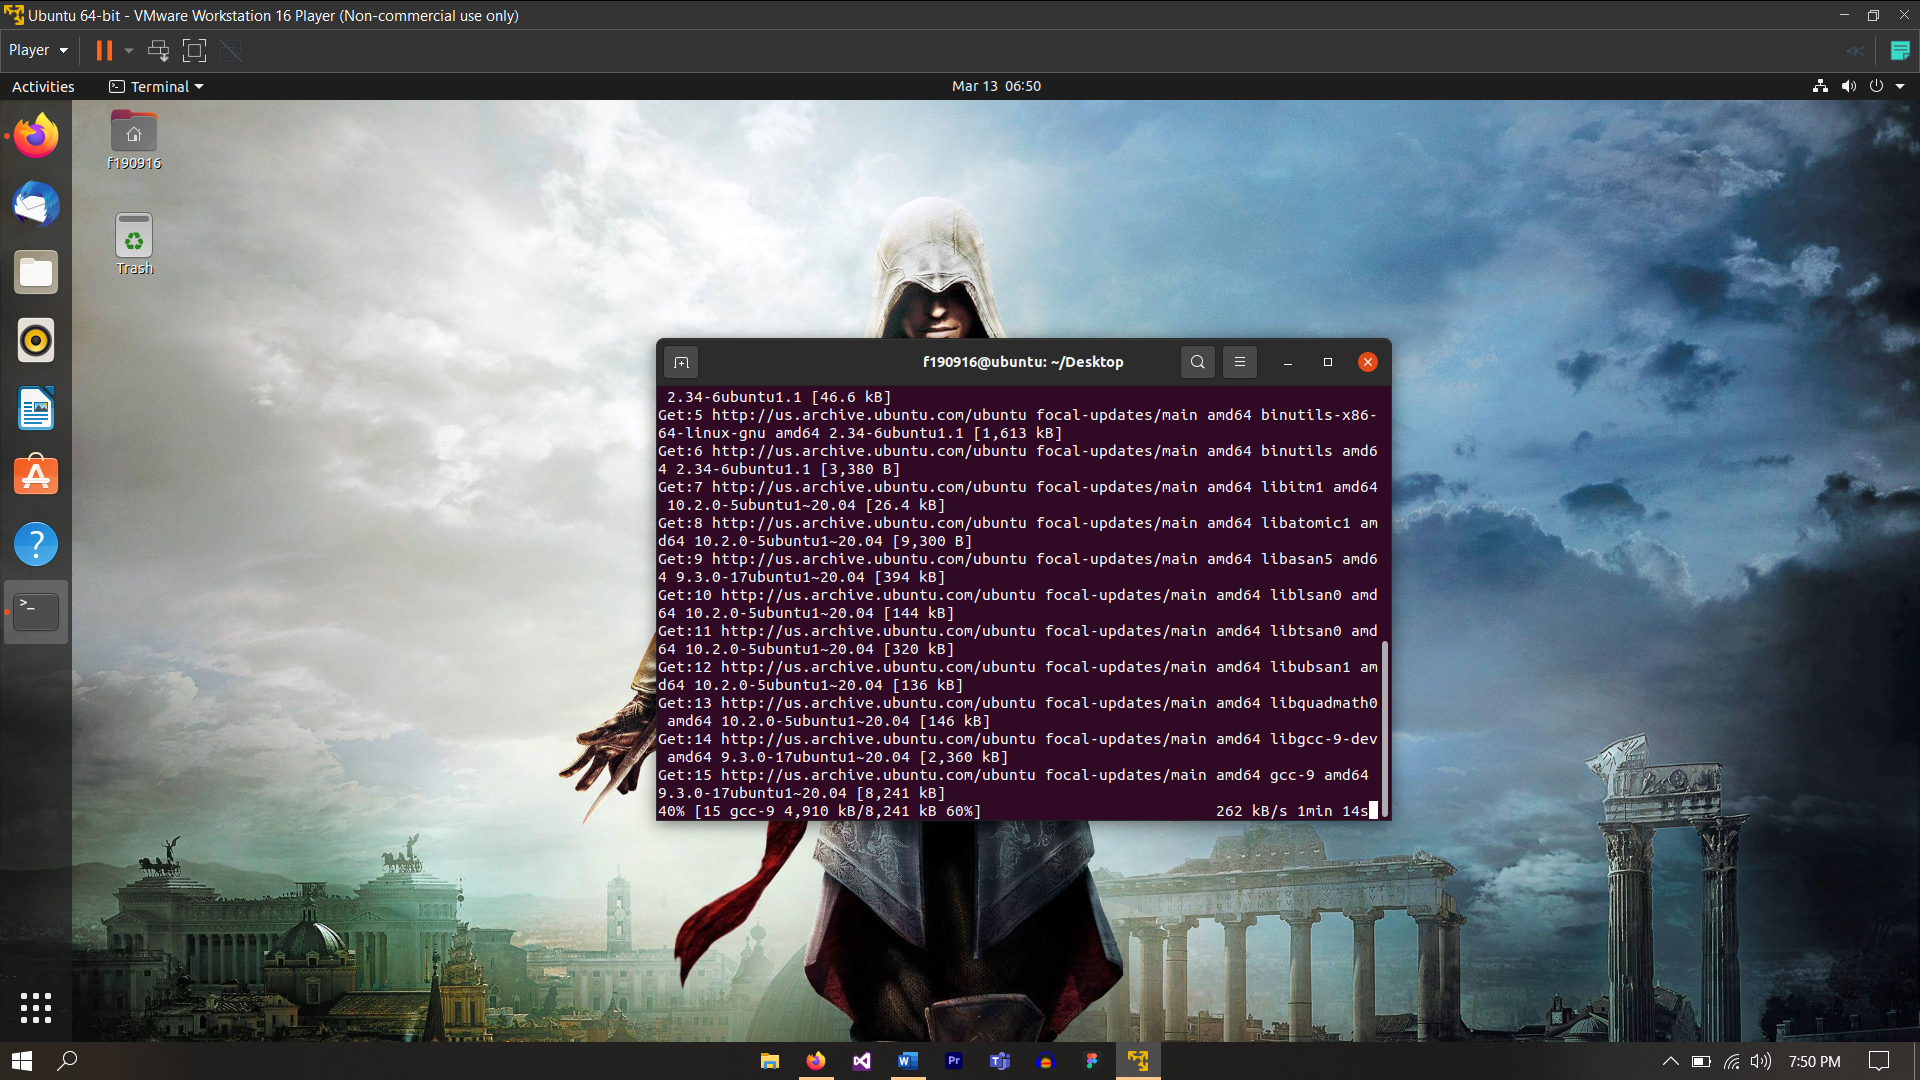 Ubuntu 64-bit - VMware Workstation 16 Player (Non-commercial use only)
Player
Activities
Terminal
Mar 13 06:50
f190916
Trash
f190916@ubuntu: ~/Desktop
2.34-6ubuntu1.1 [46.6 kB]
Get:5 http://us.archive.ubuntu.com/ubuntu focal-updates/main amd64 binutils-x86-
64-linux-gnu amd64 2.34-6ubuntu1.1 [1,613 kB]
Get:6 http://us.archive.ubuntu.com/ubuntu focal-updates/main amd64 binutils amd6
4 2.34-6ubuntu1.1 [3,380 B]
Get:7 http://us.archive.ubuntu.com/ubuntu focal-updates/main amd64 libitm1 amd64
10.2.0-5ubuntu1~20.04 [26.4 kB]
Get:8 http://us.archive.ubuntu.com/ubuntu focal-updates/main amd64 libatomic1 am
d64 10.2.0-5ubuntu1~20.04 [9,300 B]
Get:9 http://us.archive.ubuntu.com/ubuntu focal-updates/main amd64 libasan5 amd6
4 9.3.0-17ubuntu1~20.04 [394 kB]
Get:10 http://us.archive.ubuntu.com/ubuntu focal-updates/main amd64 liblsan0 amd
64 10.2.0-5ubuntu1~20.04 [144 kB]
Get:11 http://us.archive.ubuntu.com/ubuntu focal-updates/main amd64 libtsan0 amd
64 10.2.0-5ubuntu1~20.04 [320 kB]
Get:12 http://us.archive.ubuntu.com/ubuntu focal-updates/main amd64 libubsan1 am
d64 10.2.0-5ubuntu1~20.04 [136 kB]
Get:13 http://us.archive.ubuntu.com/ubuntu focal-updates/main amd64 libquadmath0
amd64 10.2.0-5ubuntu1~20.04 [146 kB]
Get:14 http://us.archive.ubuntu.com/ubuntu focal-updates/main amd64 libgcc-9-dev
amd64 9.3.0-17ubuntu1~20.04 [2,360 kB]
Get:15 http://us.archive.ubuntu.com/ubuntu focal-updates/main amd64 gcc-9 amd64
9.3.0-17ubuntu1~20.04 [8,241 kB]
40% [15 gcc-9 4,910 kB/8,241 kB 60%] 262 kB/s 1min 14s
7:50 PM